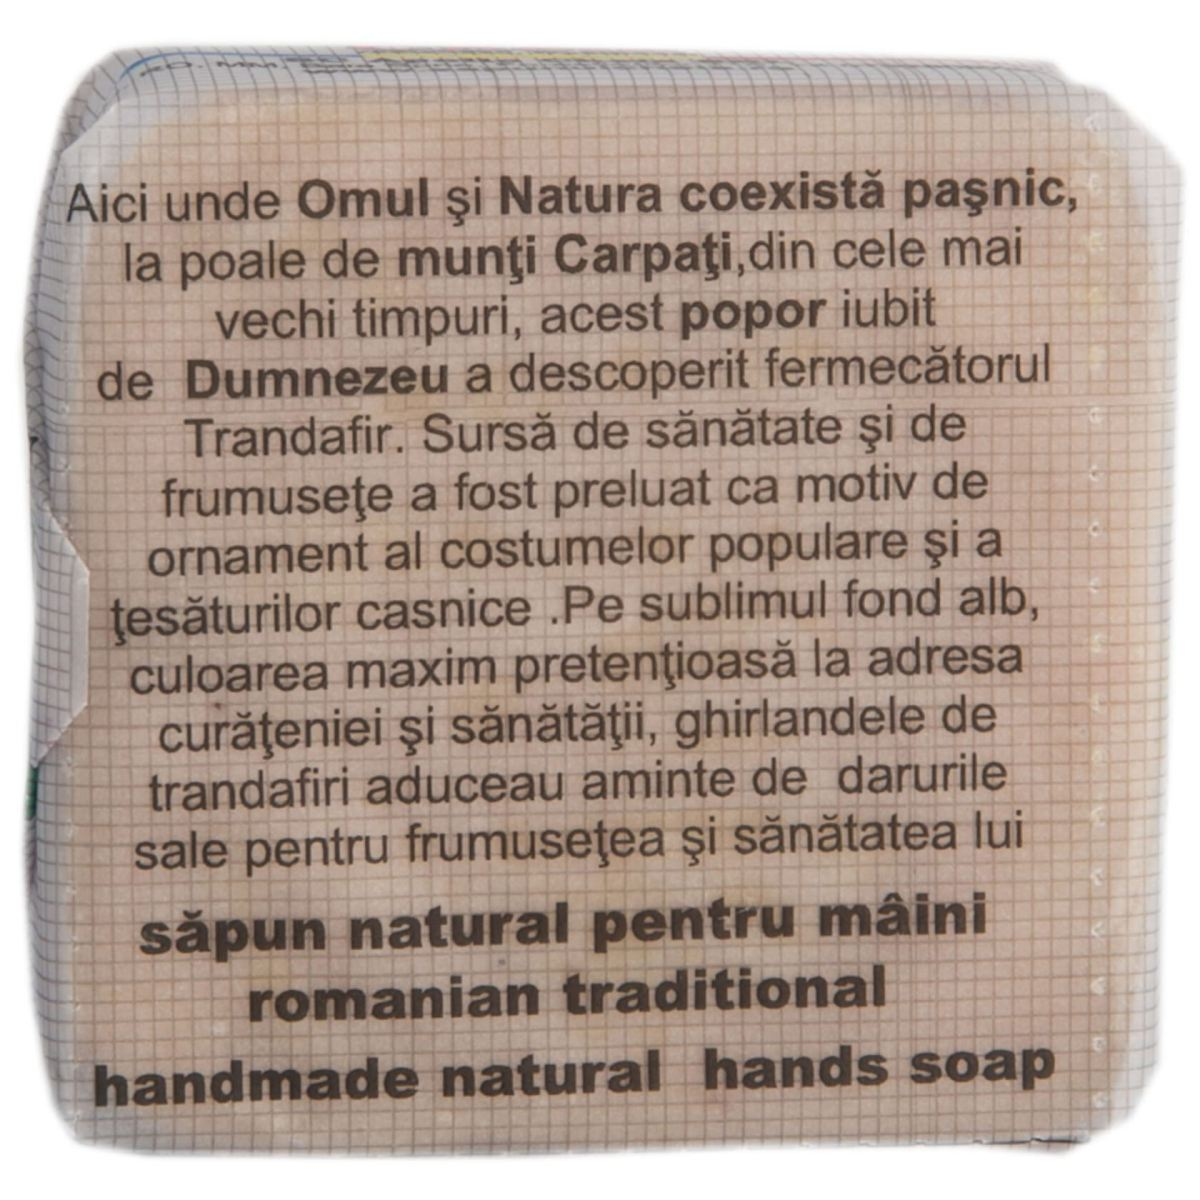 Aici unde Omul şi Natura coexistă paşnic,
la poale de munţi Carpaţi,din cele mai
vechi timpuri, acest popor iubit
de Dumnezeu a descoperit fermecătorul
Trandafir. Sursă de sănătate şi de
frumuseţe a fost preluat ca motiv de
ornament al costumelor populare şi a
ţesăturilor casnice .Pe sublimul fond alb,
culoarea maxim pretenţioasă la adresa
curăţeniei şi sănătăţii, ghirlandele de
trandafiri aduceau aminte de darurile
sale pentru frumuseţea şi sănătatea lui
săpun natural pentru mâini
romanian traditional
handmade natural hands soap